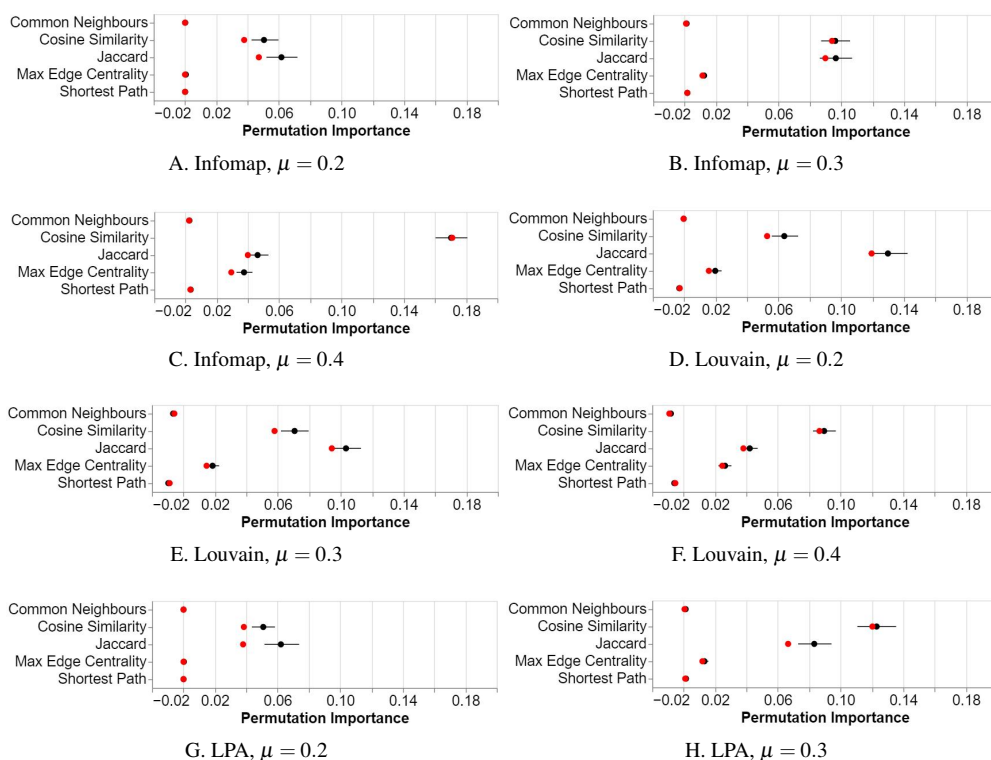 Common Neighbours
Cosine Similarity
Jaccard
Max Edge Centrality
Shortest Path
−0.02 0.02 0.06 0.10 0.14 0.18
Permutation Importance
A. Infomap, μ = 0.2
Common Neighbours
Cosine Similarity
Jaccard
Max Edge Centrality
Shortest Path
−0.02 0.02 0.06 0.10 0.14 0.18
Permutation Importance
B. Infomap, μ = 0.3
Common Neighbours
Cosine Similarity
Jaccard
Max Edge Centrality
Shortest Path
−0.02 0.02 0.06 0.10 0.14 0.18
Permutation Importance
C. Infomap, μ = 0.4
Common Neighbours
Cosine Similarity
Jaccard
Max Edge Centrality
Shortest Path
−0.02 0.02 0.06 0.10 0.14 0.18
Permutation Importance
D. Louvain, μ = 0.2
Common Neighbours
Cosine Similarity
Jaccard
Max Edge Centrality
Shortest Path
−0.02 0.02 0.06 0.10 0.14 0.18
Permutation Importance
E. Louvain, μ = 0.3
Common Neighbours
Cosine Similarity
Jaccard
Max Edge Centrality
Shortest Path
−0.02 0.02 0.06 0.10 0.14 0.18
Permutation Importance
F. Louvain, μ = 0.4
Common Neighbours
Cosine Similarity
Jaccard
Max Edge Centrality
Shortest Path
−0.02 0.02 0.06 0.10 0.14 0.18
Permutation Importance
G. LPA, μ = 0.2
Common Neighbours
Cosine Similarity
Jaccard
Max Edge Centrality
Shortest Path
−0.02 0.02 0.06 0.10 0.14 0.18
Permutation Importance
H. LPA, μ = 0.3